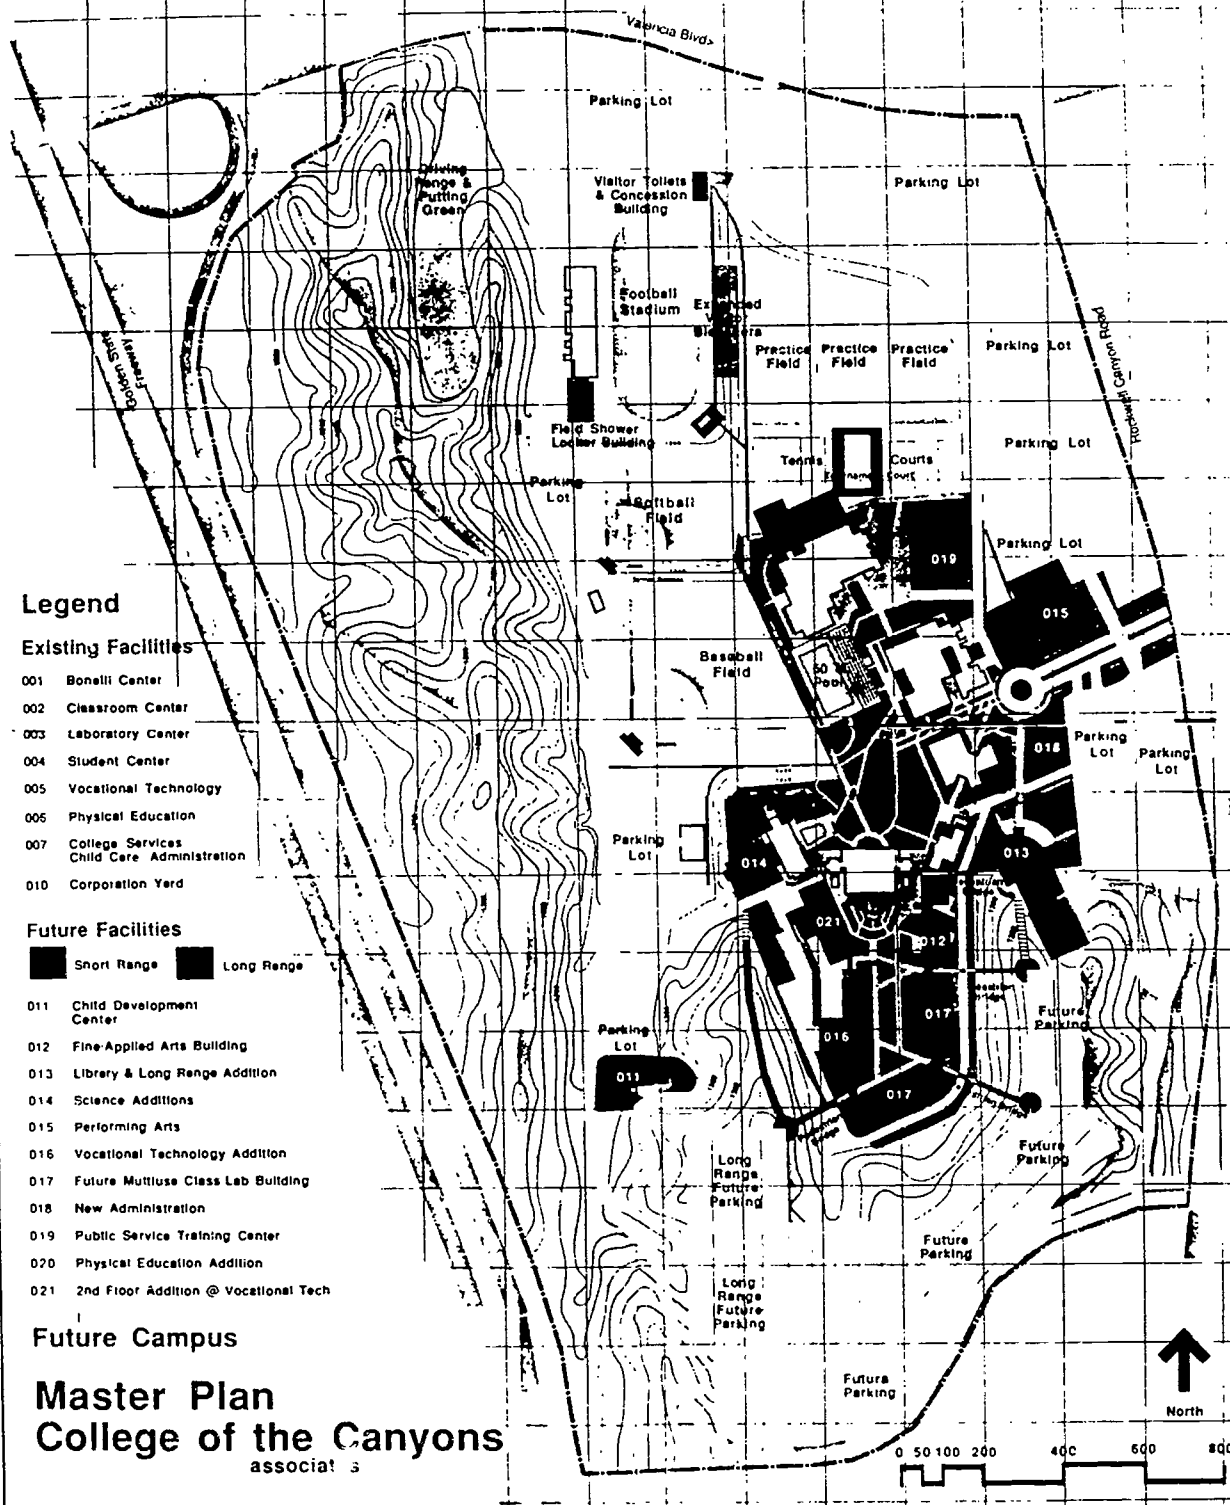 Valencia Blvd>
Parking Lot
Driving
Range &
Putting
Green
Visitor Toilets
& Concession
Building
Parking Lot
Football
Stadium
Expanded
Golden State
Freeway
Practice
Field
Practice
Field
Practice
Field
Parking Lot
Rockwell Canyon Road
Field Shower
Locker Building
Parking Lot
Tennis
Courts
Court
Parking
Lot
Softball
Field
Parking Lot
019
015
Baseball
Field
50 M
Pool
018
Parking
Lot
Parking
Lot
Parking
Lot
014
013
021
012
017
Future
Parking
Parking
Lot
016
011
017
Pedestrian
Bridge
Future
Parking
Long
Range
Future
Parking
Future
Parking
Long
Range
Future
Parking
Future
Parking
Legend
Existing Facilities
001 Bonelli Center
002 Classroom Center
003 Laboratory Center
004 Student Center
005 Vocational Technology
006 Physical Education
007 College Services
Child Care Administration
010 Corporation Yard
Future Facilities
Short Range
Long Range
011 Child Development
Center
012 Fine-Applied Arts Building
013 Library & Long Range Addition
014 Science Additions
015 Performing Arts
016 Vocational Technology Addition
017 Future Multiuse Class Lab Building
018 New Administration
019 Public Service Training Center
020 Physical Education Addition
021 2nd Floor Addition @ Vocational Tech
Future Campus
Master Plan
College of the Canyons
North
0 50 100 200 400 600 800